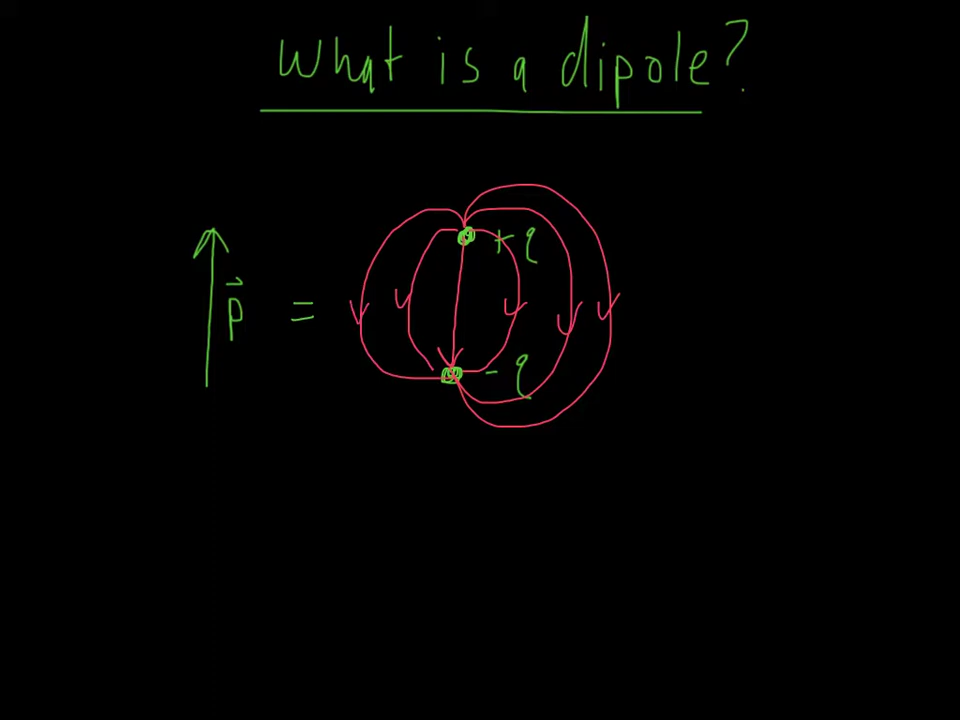 What is a dipole?
+ q
p⃗ =
- q